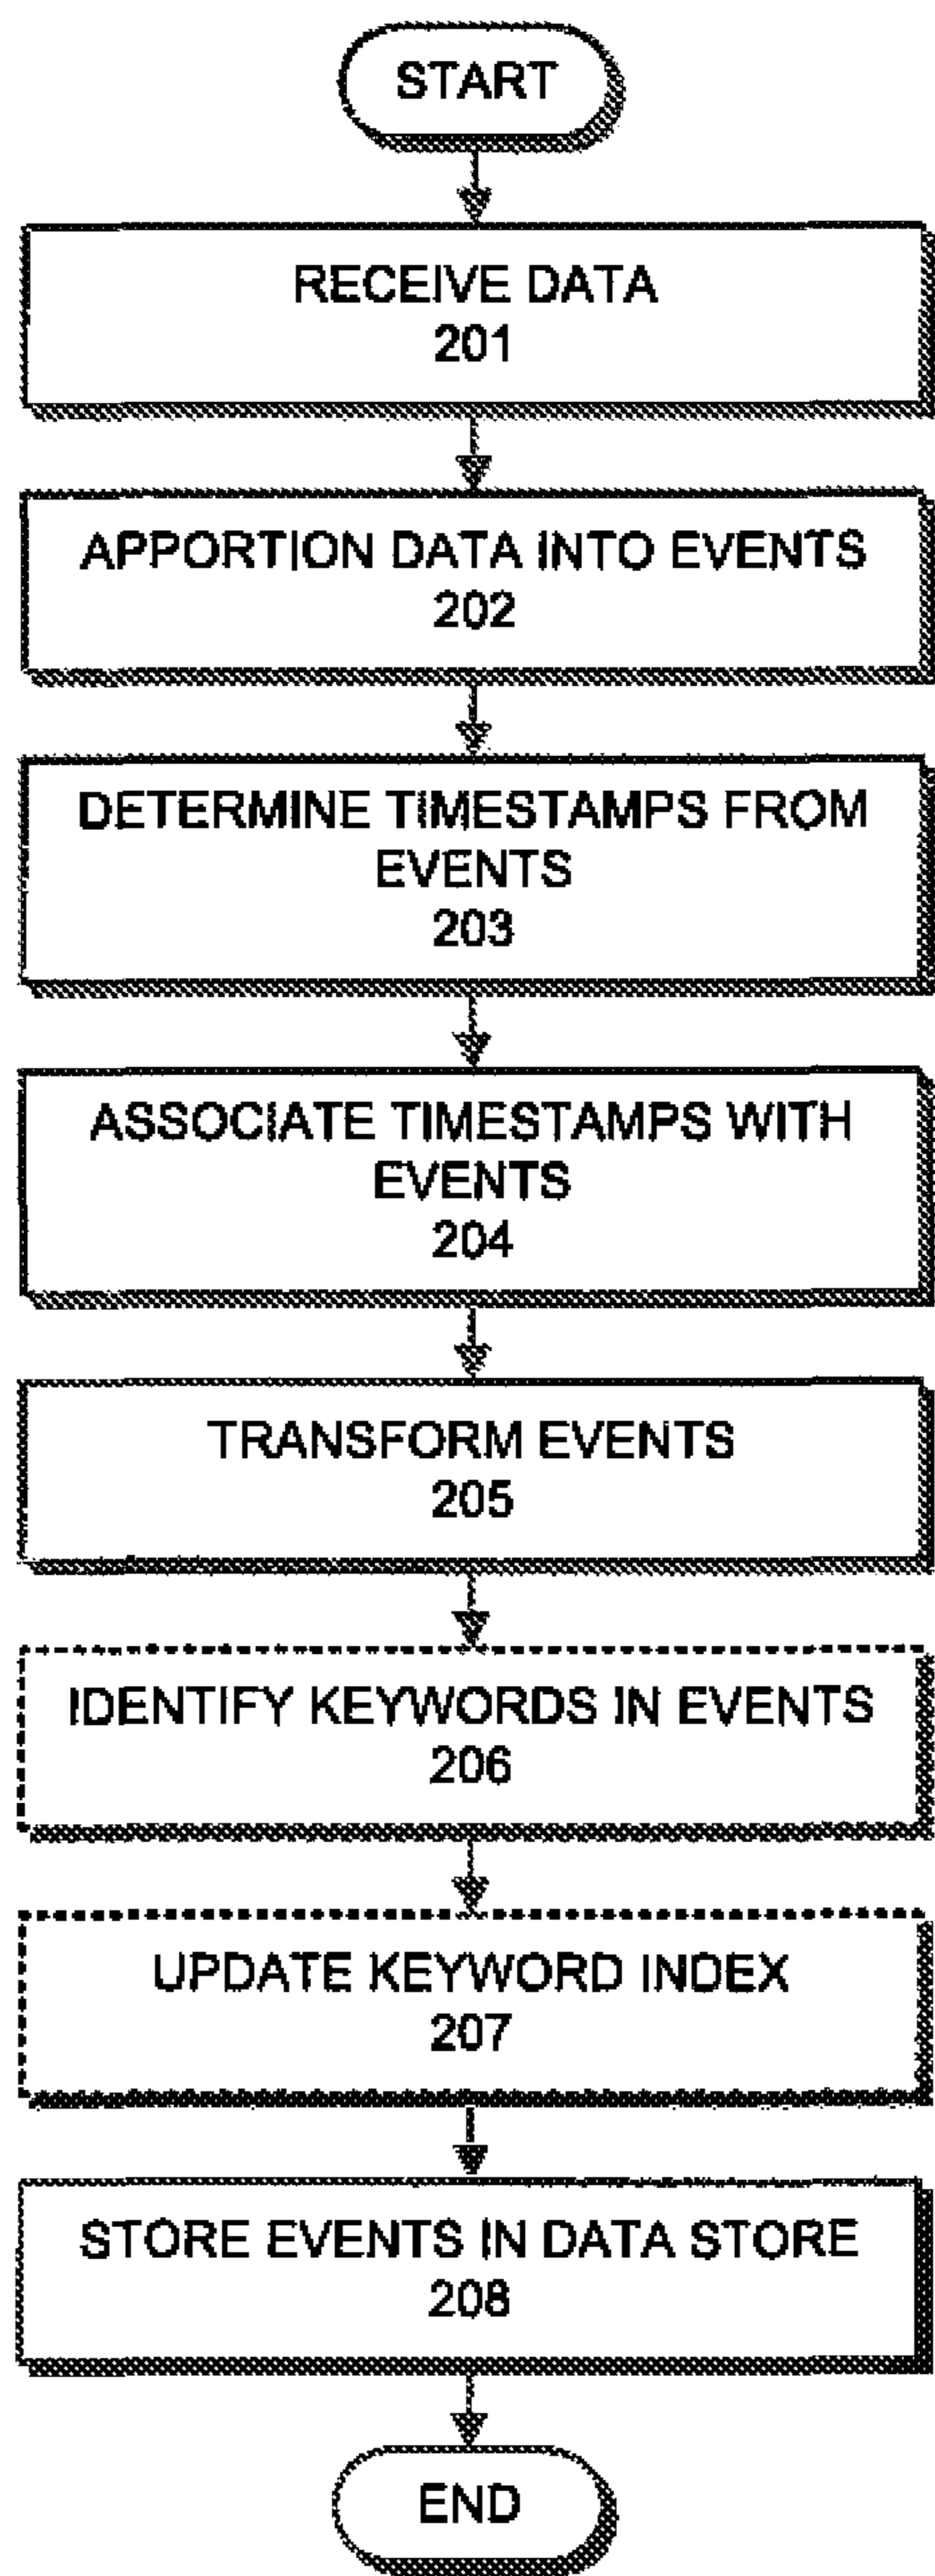 START
RECEIVE DATA
201
APPORTION DATA INTO EVENTS
202
DETERMINE TIMESTAMPS FROM
EVENTS
203
ASSOCIATE TIMESTAMPS WITH
EVENTS
204
TRANSFORM EVENTS
205
IDENTIFY KEYWORDS IN EVENTS
206
UPDATE KEYWORD INDEX
207
STORE EVENTS IN DATA STORE
208
END